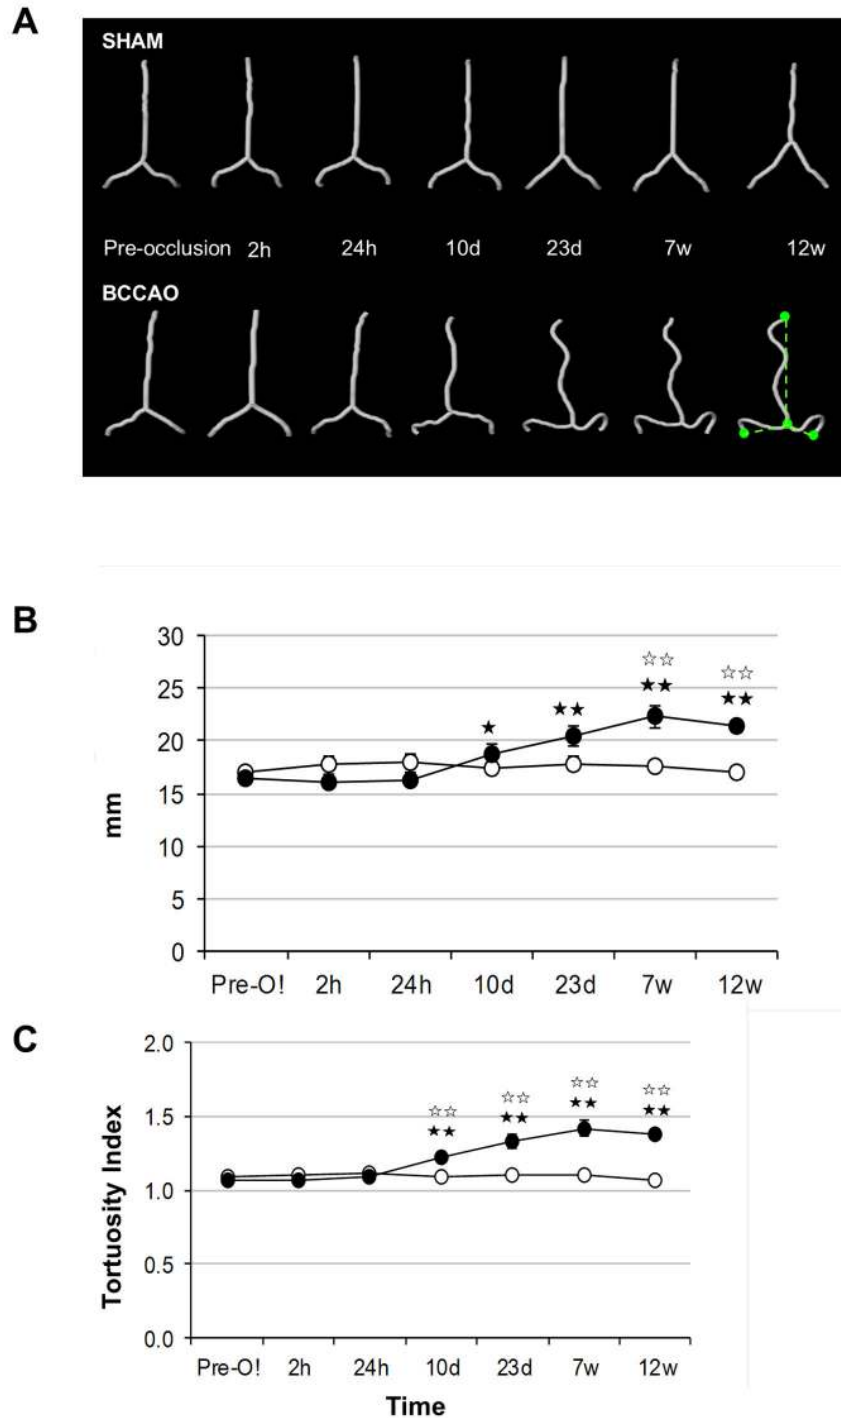 A
SHAM
Pre-occlusion 2h 24h 10d 23d 7w 12w
BCCAO
B
30
☆☆ ☆☆
25
★ ★★ ★★ ★★
20
15
mm
10
5
0
Pre-O! 2h 24h 10d 23d 7w 12w
C
2.0
☆☆ ☆☆ ☆☆ ☆☆
★★ ★★ ★★ ★★
1.5
1.0
Tortuosity Index
0.5
0.0
Pre-O! 2h 24h 10d 23d 7w 12w
Time